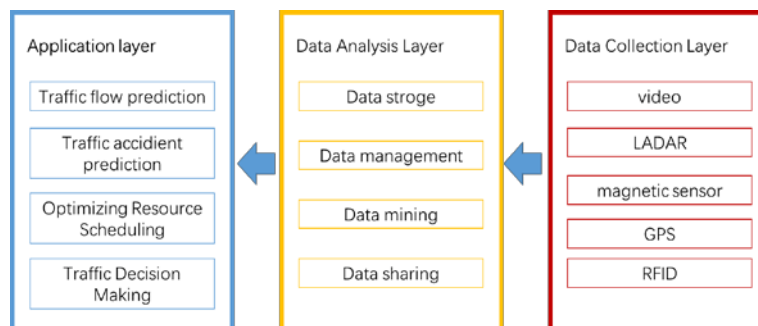 Application layer
Traffic flow prediction
Traffic accidient
prediction
Optimizing Resource
Scheduling
Traffic Decision
Making
Data Analysis Layer
Data stroge
Data management
Data mining
Data sharing
Data Collection Layer
video
LADAR
magnetic sensor
GPS
RFID